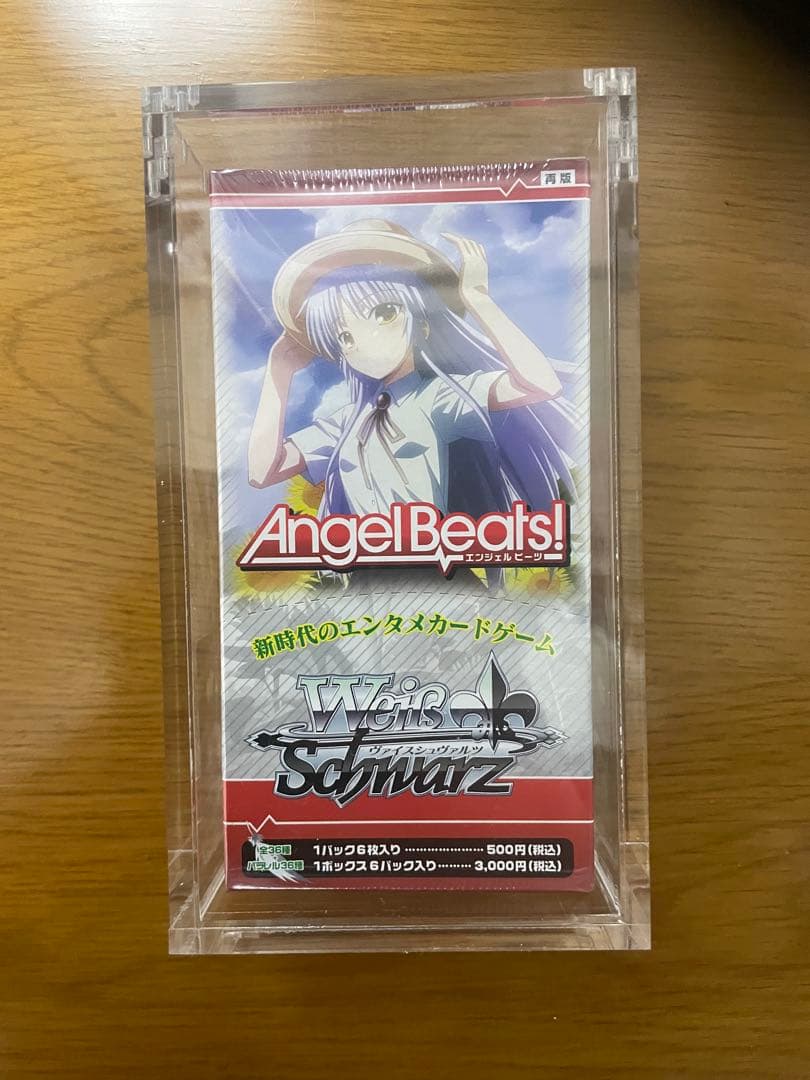 再版
Angel Beats!
エンジェルビーツ
新時代のエンタメカードゲーム
Weiß
ヴァイスシュヴァルツ
Schwarz
全36種 1パック6枚入り …………………… 500円(税込)
パラレル36種 1ボックス6パック入り……… 3,000円(税込)